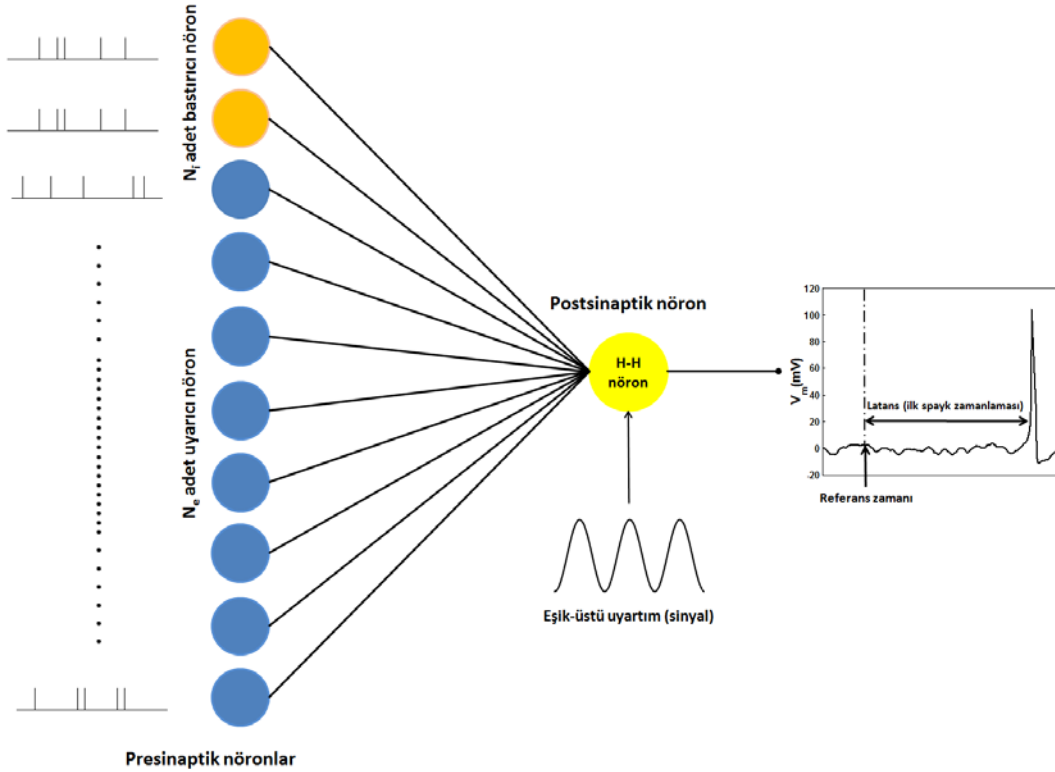 N_i adet bastırıcı nöron
N_e adet uyarıcı nöron
Presinaptik nöronlar
Postsinaptik nöron
H-H
nöron
Eşik-üstü uyartım (sinyal)
V_m(mV)
120
100
80
60
40
20
0
-20
Latans (ilk spayk zamanlaması)
Referans zamanı